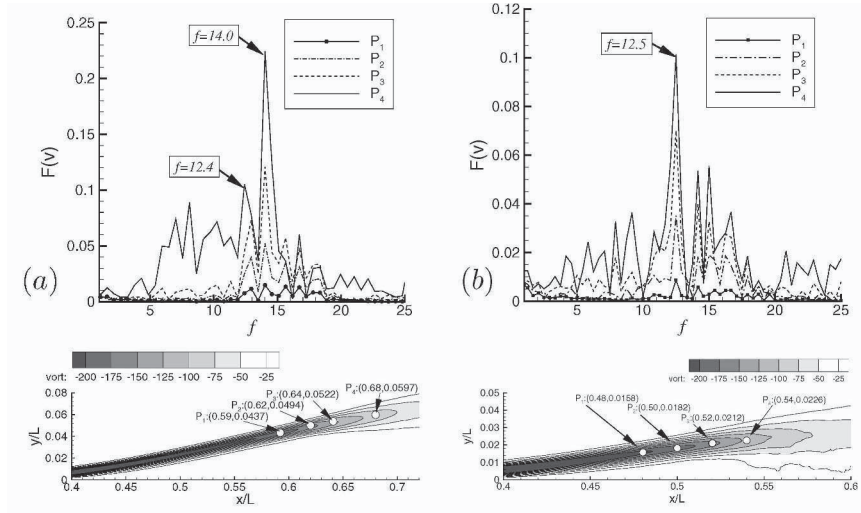 0.25
0.2
0.15
0.1
0.05
0
F(v)
5
10
15
20
25
f
f=14.0
f=12.4
P1
P2
P3
P4
(a)
0.12
0.1
0.08
0.06
0.04
0.02
0
F(v)
5
10
15
20
25
f
f=12.5
P1
P2
P3
P4
(b)
vort: -200 -175 -150 -125 -100 -75 -50 -25
0.08
0.06
0.04
0.02
0
y/L
P4:(0.68,0.0597)
P3:(0.64,0.0522)
P2:(0.62,0.0494)
P1:(0.59,0.0437)
0.4
0.5
0.6
0.7
x/L
vort: -200 -175 -150 -125 -100 -75 -50 -25
0.05
0.04
0.03
0.02
0.01
0
y/L
P1:(0.48,0.0158)
P2:(0.50,0.0182)
P3:(0.52,0.0212)
P4:(0.54,0.0226)
0.4
0.45
0.5
0.55
0.6
x/L